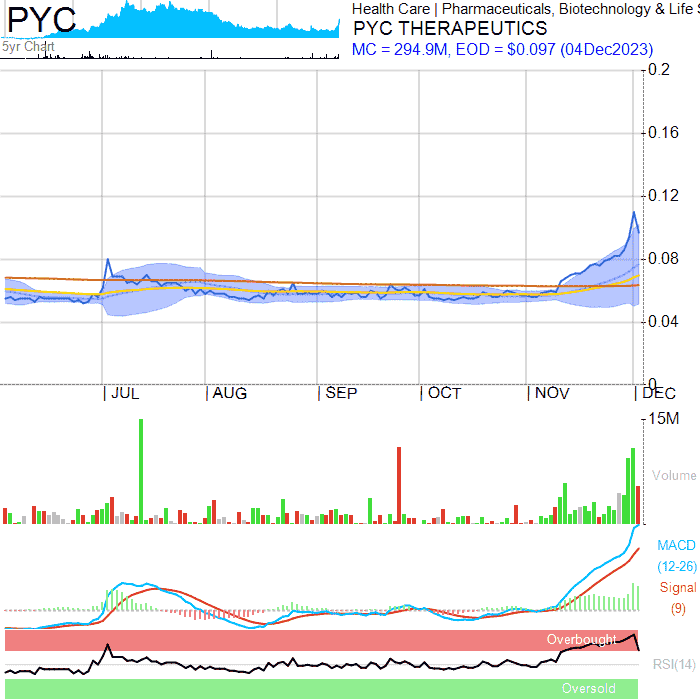 PYC
5yr Chart
Health Care | Pharmaceuticals, Biotechnology & Life S
PYC THERAPEUTICS
MC = 294.9M, EOD = $0.097 (04Dec2023)
0.2
0.16
0.12
0.08
0.04
0
JUL AUG SEP OCT NOV DEC
15M
Volume
MACD
(12-26)
Signal
(9)
Overbought
RSI(14)
Oversold